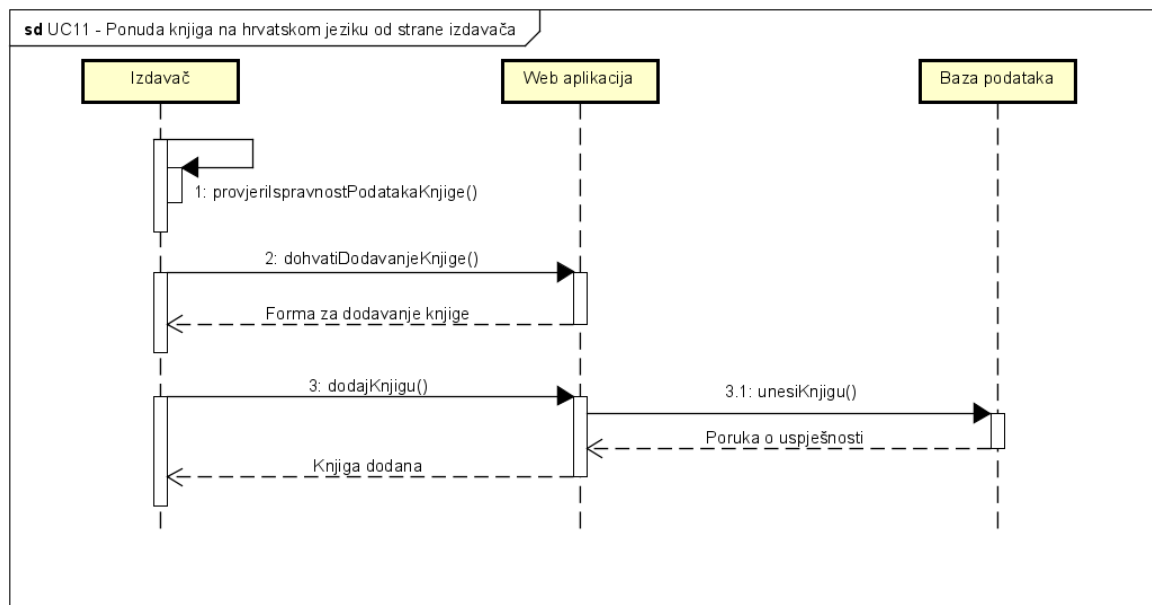 sd UC11 - Ponuda knjiga na hrvatskom jeziku od strane izdavača
Izdavač
Web aplikacija
Baza podataka
1: provjeriIspravnostPodatakaKnjige()
2: dohvatiDodavanjeKnjige()
Forma za dodavanje knjige
3: dodajKnjigu()
3.1: unesiKnjigu()
Poruka o uspješnosti
Knjiga dodana